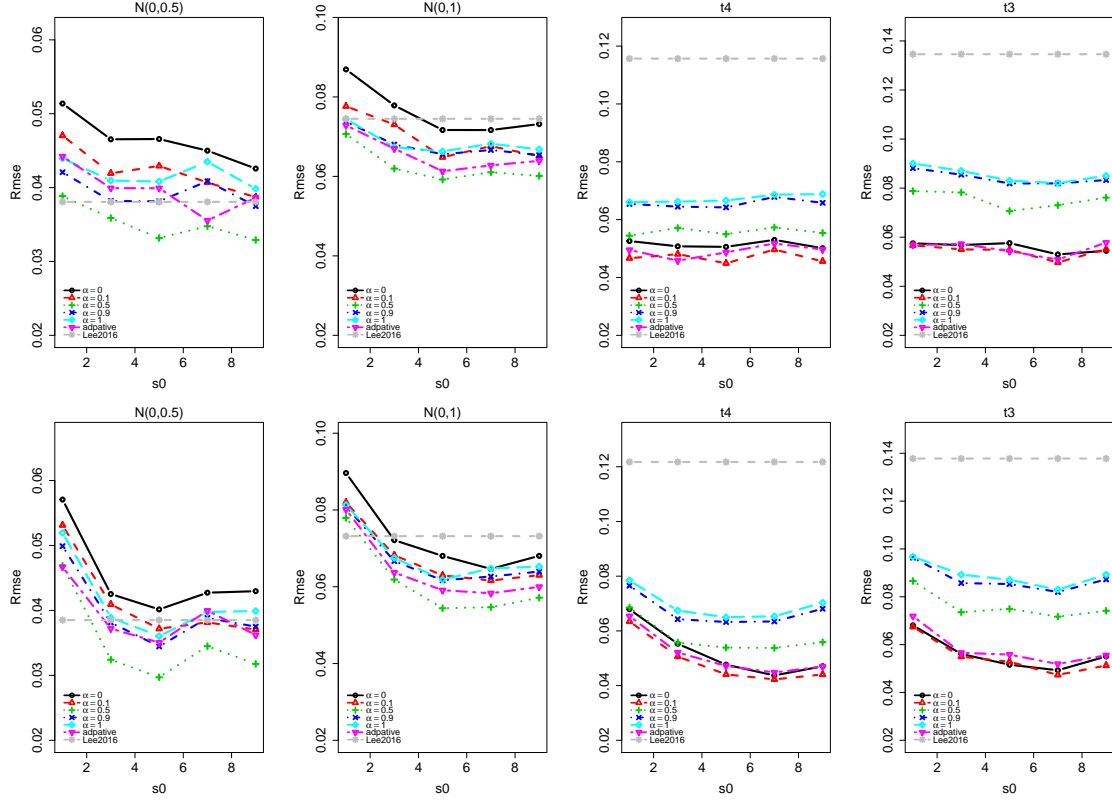 N(0,0.5)
Rmse
0.06
0.05
0.04
0.03
0.02
α = 0
α = 0.1
α = 0.5
α = 0.9
α = 1
adpative
Lee2016
2 4 6 8
s0
N(0,1)
Rmse
0.10
0.08
0.06
0.04
0.02
α = 0
α = 0.1
α = 0.5
α = 0.9
α = 1
adpative
Lee2016
2 4 6 8
s0
t4
Rmse
0.12
0.10
0.08
0.06
0.04
0.02
α = 0
α = 0.1
α = 0.5
α = 0.9
α = 1
adpative
Lee2016
2 4 6 8
s0
t3
Rmse
0.14
0.12
0.10
0.08
0.06
0.04
0.02
α = 0
α = 0.1
α = 0.5
α = 0.9
α = 1
adpative
Lee2016
2 4 6 8
s0
N(0,0.5)
Rmse
0.06
0.05
0.04
0.03
0.02
α = 0
α = 0.1
α = 0.5
α = 0.9
α = 1
adpative
Lee2016
2 4 6 8
s0
N(0,1)
Rmse
0.10
0.08
0.06
0.04
0.02
α = 0
α = 0.1
α = 0.5
α = 0.9
α = 1
adpative
Lee2016
2 4 6 8
s0
t4
Rmse
0.12
0.10
0.08
0.06
0.04
0.02
α = 0
α = 0.1
α = 0.5
α = 0.9
α = 1
adpative
Lee2016
2 4 6 8
s0
t3
Rmse
0.14
0.12
0.10
0.08
0.06
0.04
0.02
α = 0
α = 0.1
α = 0.5
α = 0.9
α = 1
adpative
Lee2016
2 4 6 8
s0